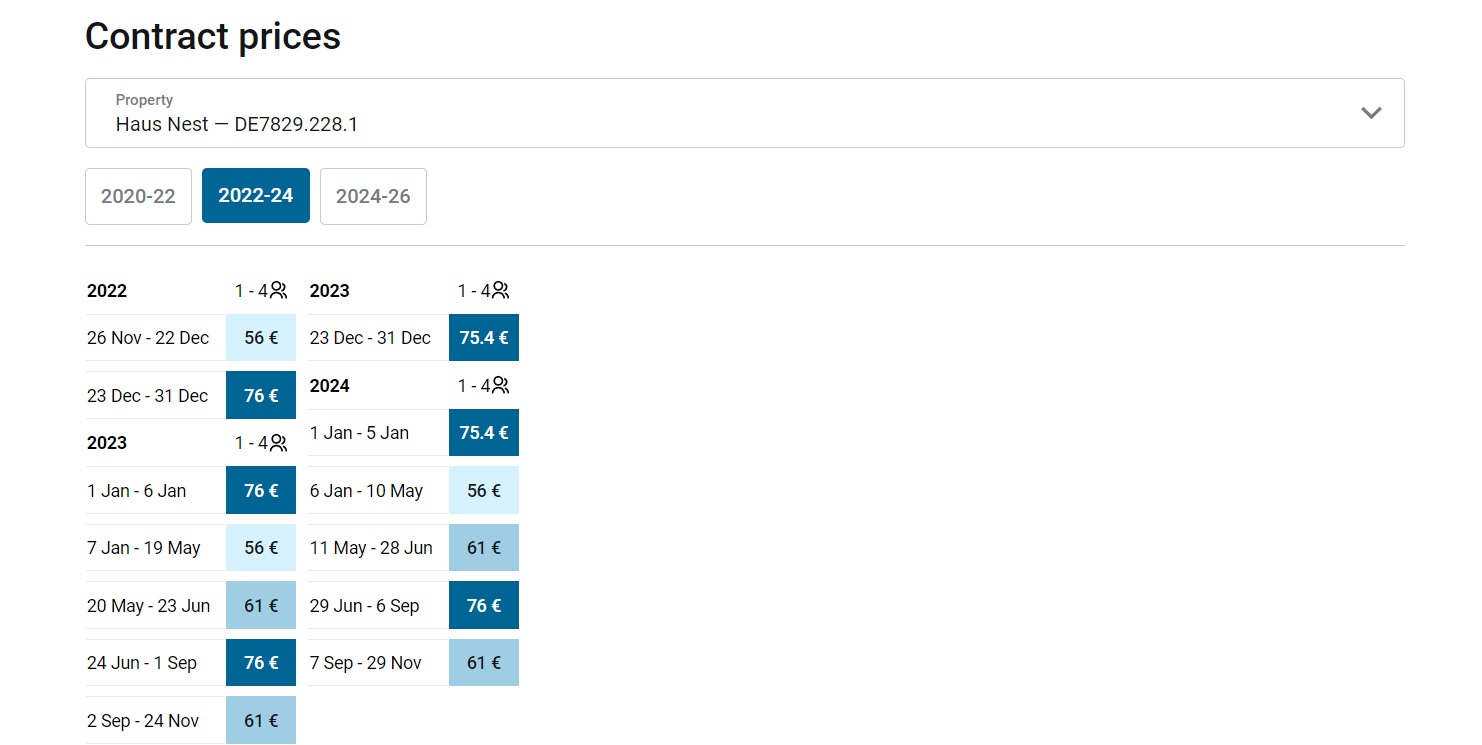 Contract prices
Property
Haus Nest — DE7829.228.1
2020-22
2022-24
2024-26
2022 1 - 4
26 Nov - 22 Dec 56 €
23 Dec - 31 Dec 76 €
2023 1 - 4
1 Jan - 6 Jan 76 €
7 Jan - 19 May 56 €
20 May - 23 Jun 61 €
24 Jun - 1 Sep 76 €
2 Sep - 24 Nov 61 €
2023 1 - 4
23 Dec - 31 Dec 75.4 €
2024 1 - 4
1 Jan - 5 Jan 75.4 €
6 Jan - 10 May 56 €
11 May - 28 Jun 61 €
29 Jun - 6 Sep 76 €
7 Sep - 29 Nov 61 €